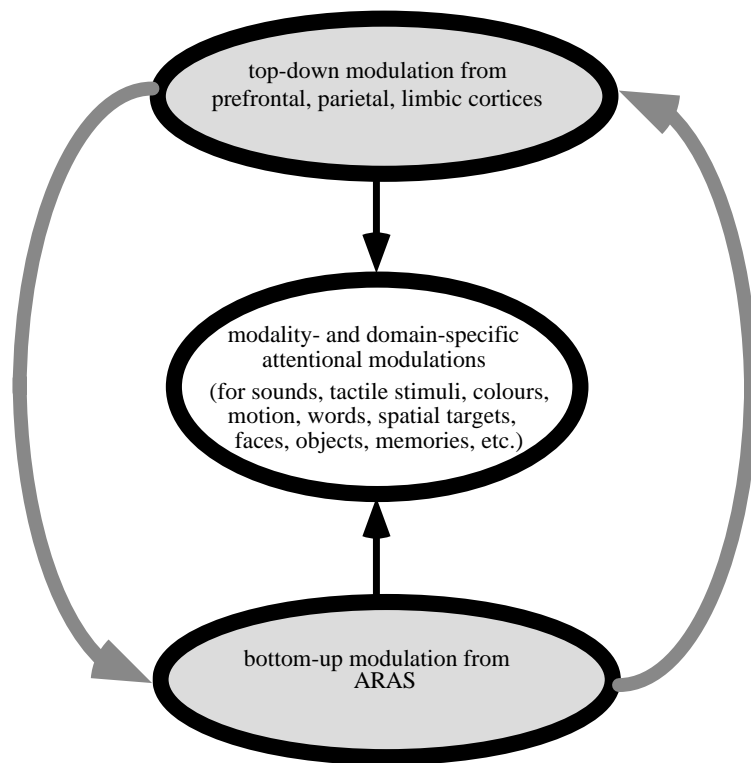 top-down modulation from
prefrontal, parietal, limbic cortices
modality- and domain-specific
attentional modulations
(for sounds, tactile stimuli, colours,
motion, words, spatial targets,
faces, objects, memories, etc.)
bottom-up modulation from
ARAS